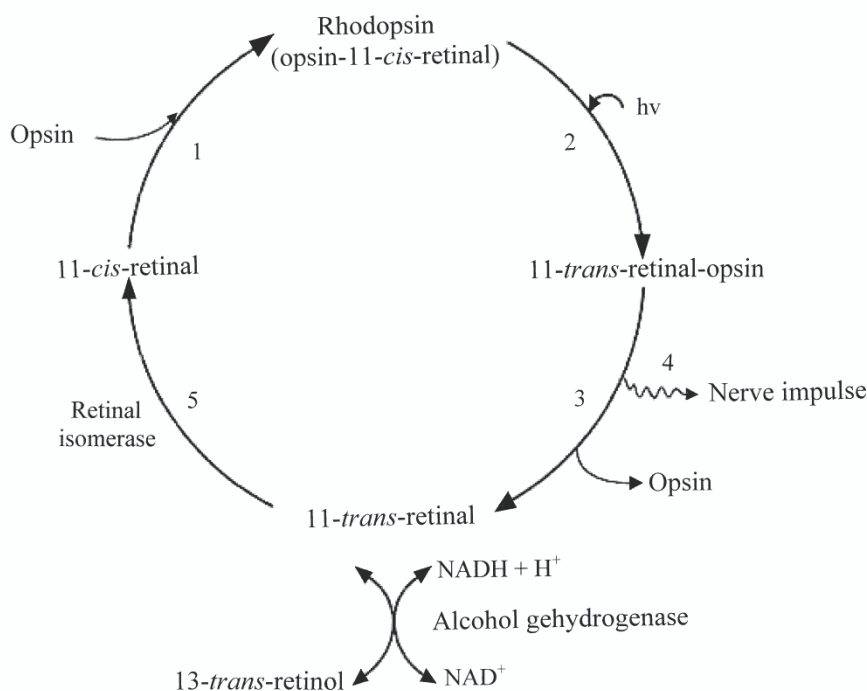 Rhodopsin
(opsin-11-cis-retinal)
hv
Opsin
1
2
11-cis-retinal
11-trans-retinal-opsin
4
Nerve impulse
3
5
Retinal
isomerase
Opsin
11-trans-retinal
NADH + H⁺
Alcohol gehydrogenase
13-trans-retinol
NAD⁺